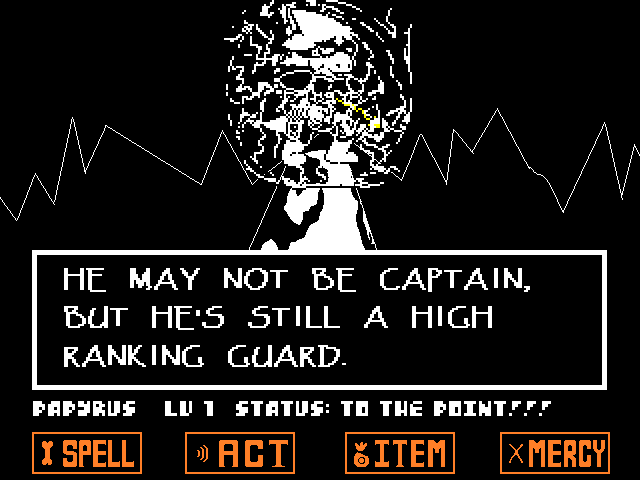 HE MAY NOT BE CAPTAIN,
BUT HE'S STILL A HIGH
RANKING GUARD.
PAPYRUS LV 1 STATUS: TO THE POINT!!!
SPELL ACT ITEM MERCY